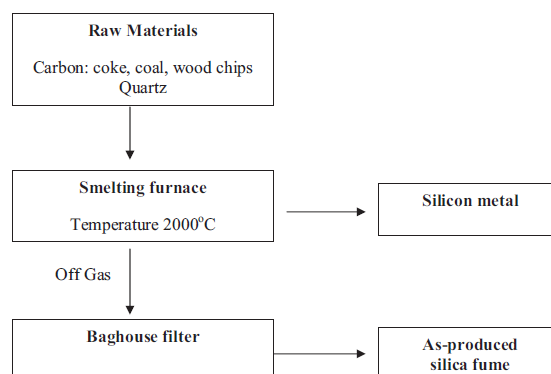 Raw Materials
Carbon: coke, coal, wood chips
Quartz
Smelting furnace
Temperature 2000°C
Silicon metal
Off Gas
Baghouse filter
As-produced
silica fume